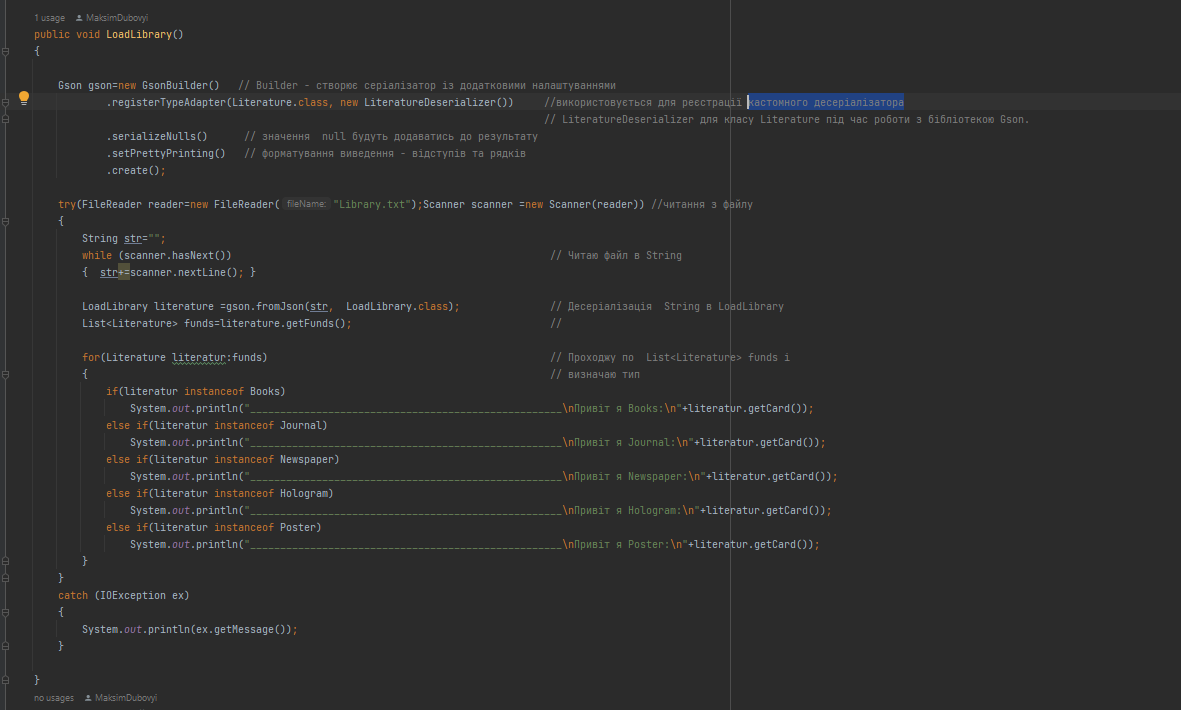 1 usage MaksimDubovyi
public void LoadLibrary()
{
Gson gson=new GsonBuilder() // Builder - створює серіалізатор із додатковими налаштуваннями
.registerTypeAdapter(Literature.class, new LiteratureDeserializer()) //використовується для реєстрації кастомного десеріалізатора
// LiteratureDeserializer для класу Literature під час роботи з бібліотекою Gson.
.serializeNulls() // значення null будуть додаватись до результату
.setPrettyPrinting() // форматування виведення - відступів та рядків
.create();
try(FileReader reader=new FileReader( fileName: "Library.txt");Scanner scanner =new Scanner(reader)) //читання з файлу
{
String str="";
while (scanner.hasNext()) // Читаю файл в String
{ str+=scanner.nextLine(); }
LoadLibrary literature =gson.fromJson(str, LoadLibrary.class); // Десеріалізація String в LoadLibrary
List<Literature> funds=literature.getFunds(); //
for(Literature literatur:funds) // Проходжу по List<Literature> funds і
{ // визначаю тип
if(literatur instanceof Books)
System.out.println("____________________________________________________\nПривіт я Books:\n"+literatur.getCard());
else if(literatur instanceof Journal)
System.out.println("____________________________________________________\nПривіт я Journal:\n"+literatur.getCard());
else if(literatur instanceof Newspaper)
System.out.println("____________________________________________________\nПривіт я Newspaper:\n"+literatur.getCard());
else if(literatur instanceof Hologram)
System.out.println("____________________________________________________\nПривіт я Hologram:\n"+literatur.getCard());
else if(literatur instanceof Poster)
System.out.println("____________________________________________________\nПривіт я Poster:\n"+literatur.getCard());
}
}
catch (IOException ex)
{
System.out.println(ex.getMessage());
}
}
no usages MaksimDubovyi